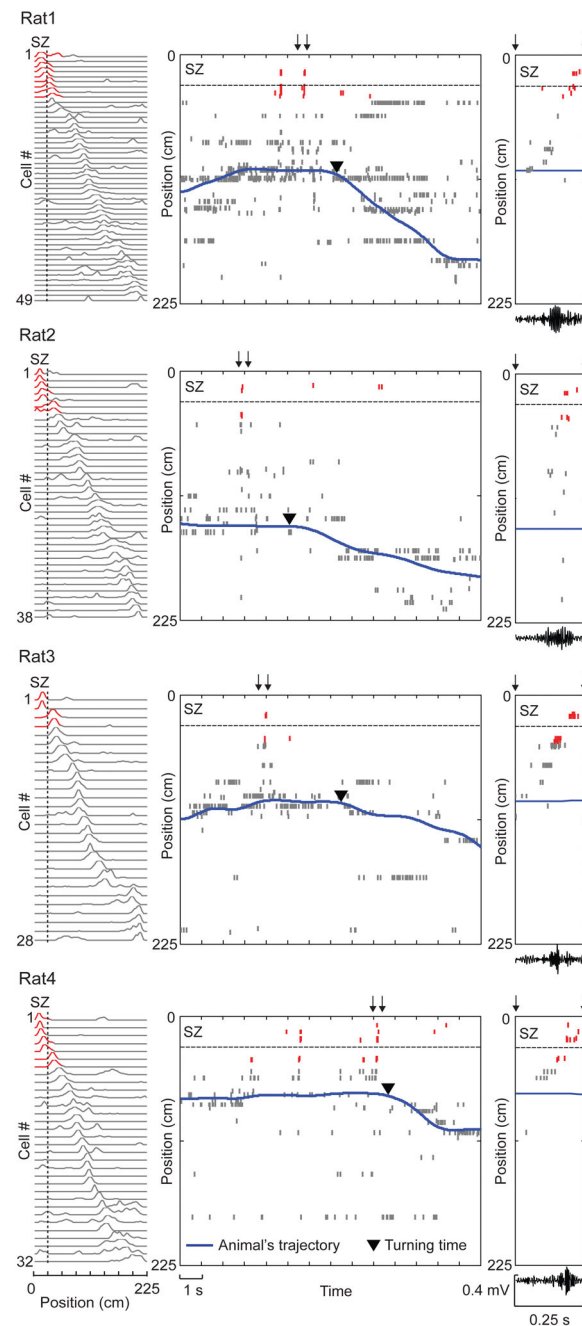 Rat1
SZ
1
Cell #
49
0
SZ
Position (cm)
225
0
Position (cm)
225
Rat2
SZ
1
Cell #
38
0
SZ
Position (cm)
225
0
SZ
Position (cm)
225
Rat3
SZ
1
Cell #
28
0
SZ
Position (cm)
225
0
SZ
Position (cm)
225
Rat4
SZ
1
Cell #
32
0
SZ
Position (cm)
Animal's trajectory
Turning time
225
0
SZ
Position (cm)
225
0 225
Position (cm)
1 s
Time
0.4 mV
0.25 s